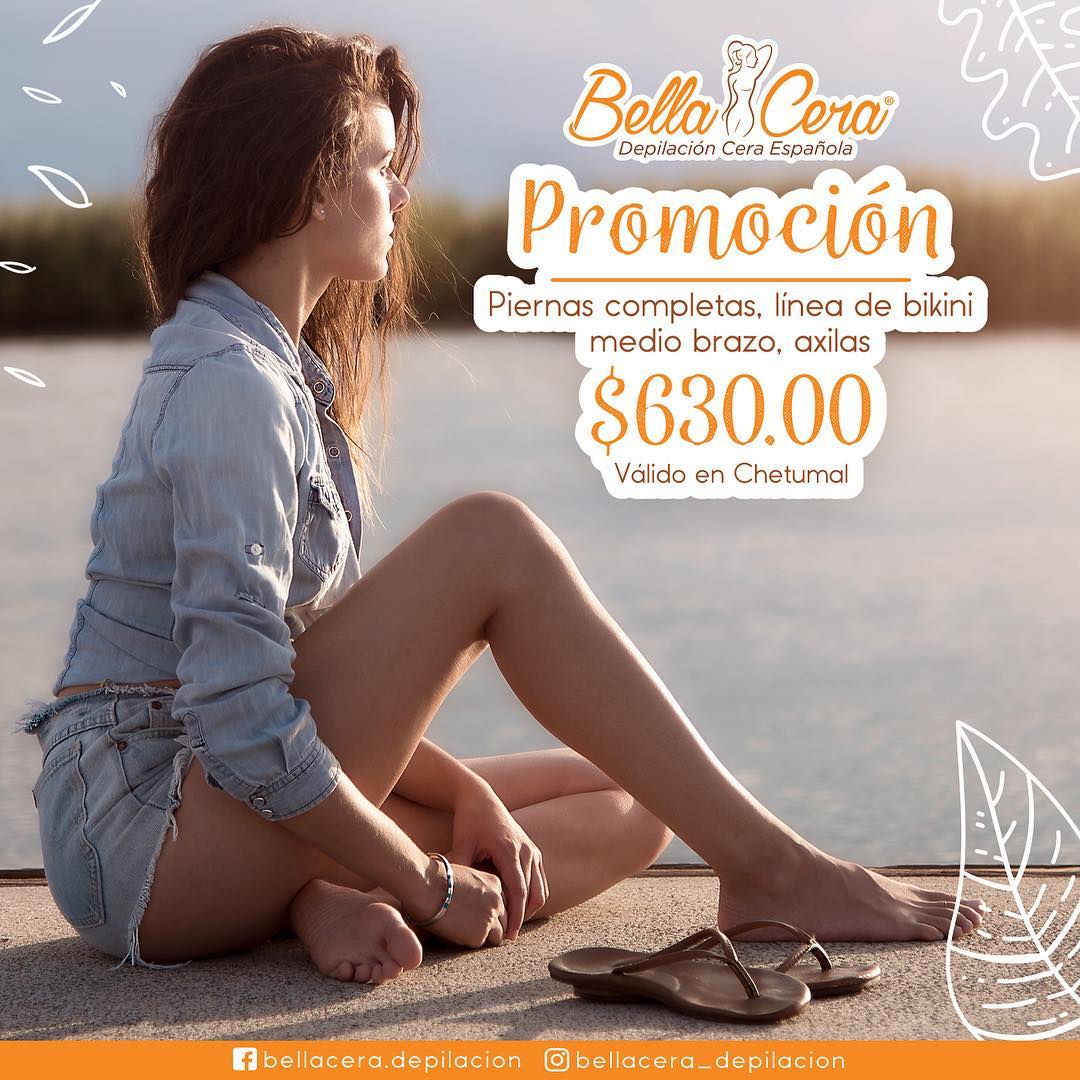 Bella Cera®
Depilación Cera Española
Promoción
Piernas completas, línea de bikini
medio brazo, axilas
$630.00
Válido en Chetumal
bellacera.depilacion bellacera_depilacion